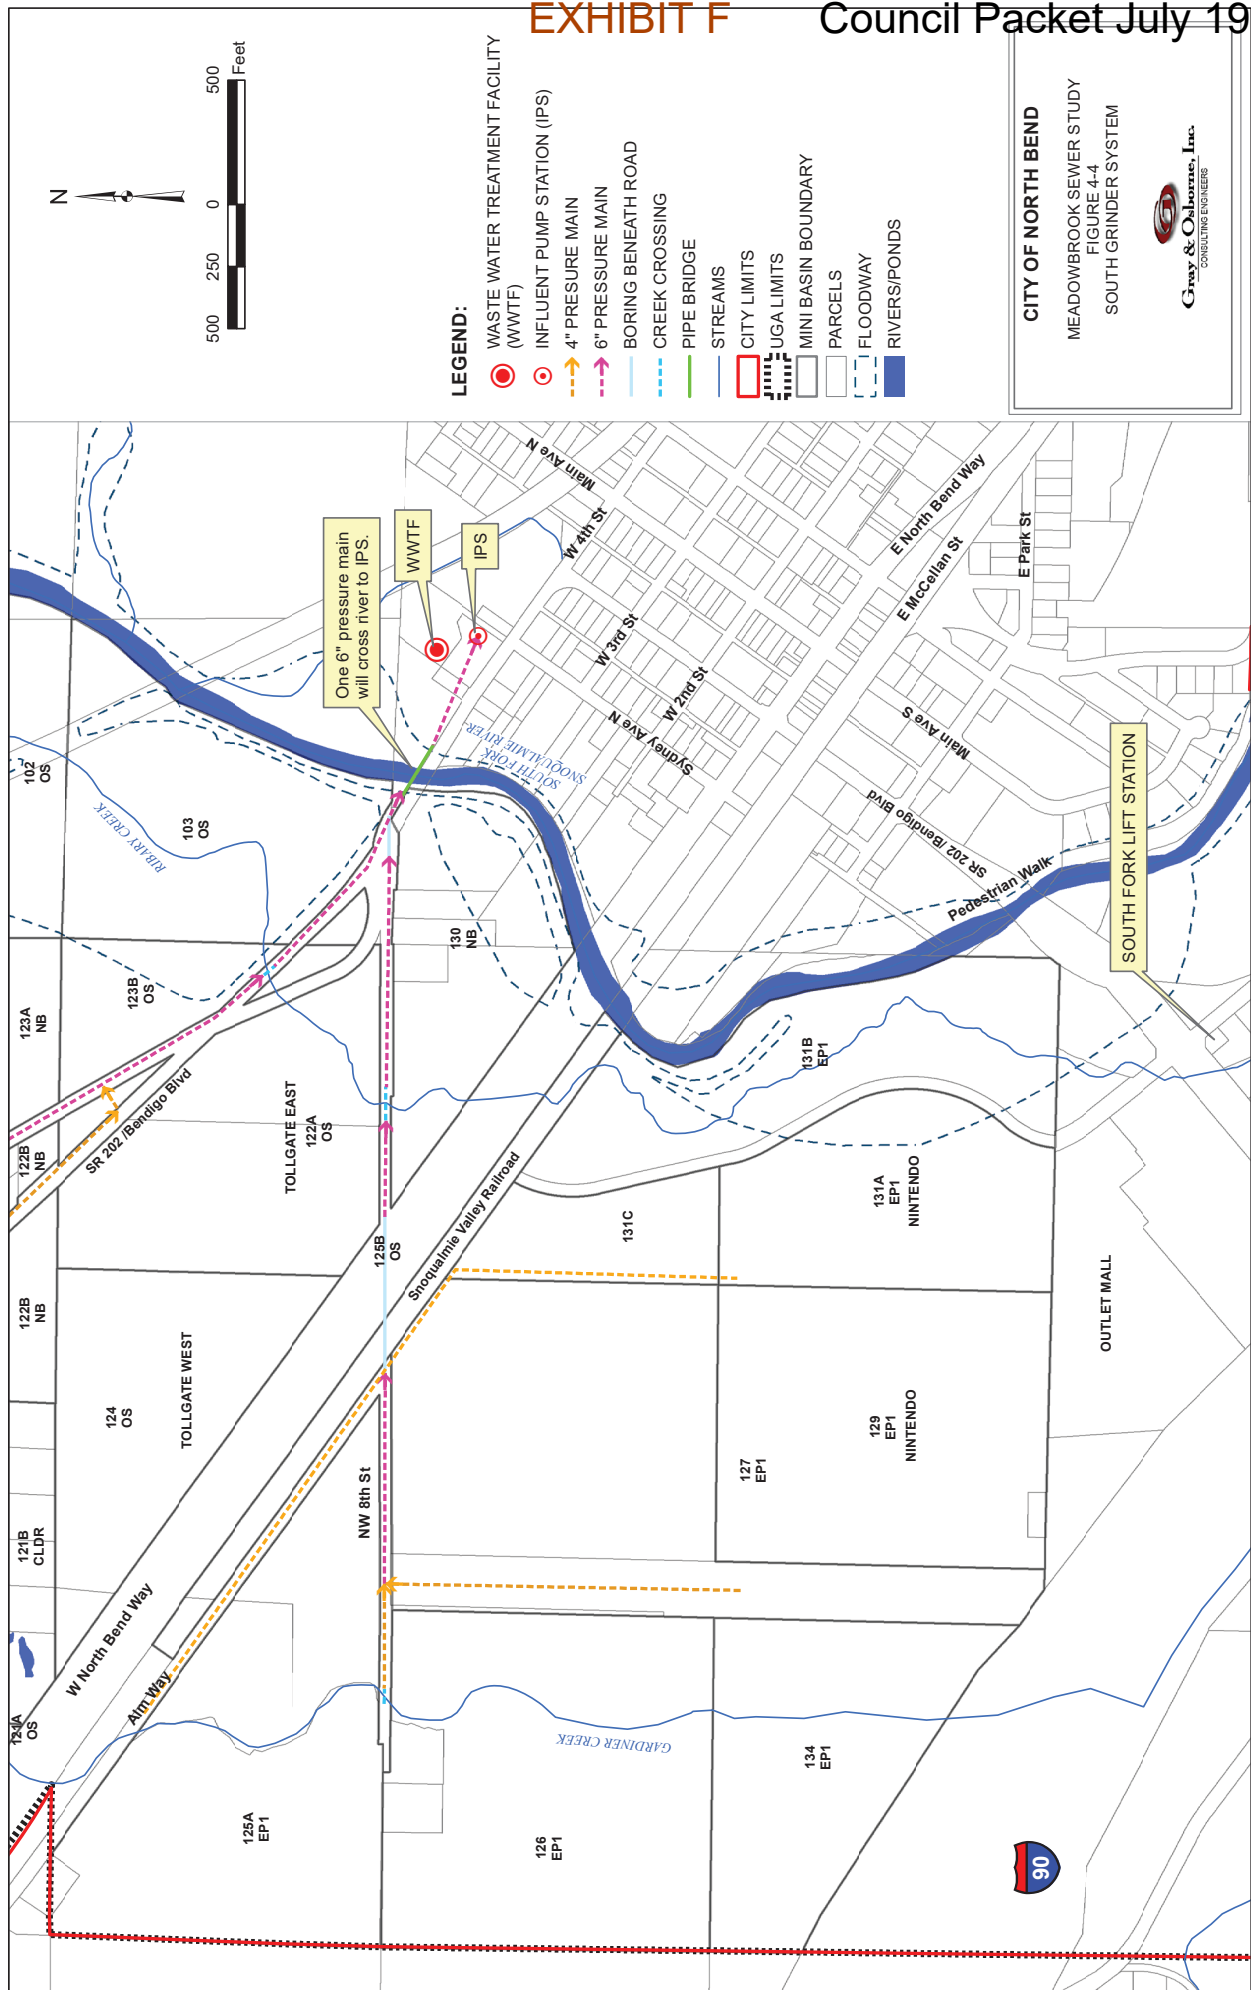 EXHIBIT F
Council Packet July 19
N
500
250
0
500
Feet
LEGEND:
WASTE WATER TREATMENT FACILITY
(WWTF)
INFLUENT PUMP STATION (IPS)
4" PRESURE MAIN
6" PRESSURE MAIN
BORING BENEATH ROAD
CREEK CROSSING
PIPE BRIDGE
STREAMS
CITY LIMITS
UGA LIMITS
MINI BASIN BOUNDARY
PARCELS
FLOODWAY
RIVERS/PONDS
CITY OF NORTH BEND
MEADOWBROOK SEWER STUDY
FIGURE 4-4
SOUTH GRINDER SYSTEM
Gray & Osborne, Inc.
CONSULTING ENGINEERS
One 6" pressure main
will cross river to IPS.
WWTF
IPS
SOUTH FORK LIFT STATION
Main Ave N
W 4th St
W 3rd St
W 2nd St
Sydney Ave N
E North Bend Way
E McCellan St
E Park St
Main Ave S
SR 202 /Bendigo Blvd
Pedestrian Walk
SOUTH FORK
SNOQUALMIE RIVER
RIBARY CREEK
102
OS
103
OS
123A
NB
123B
OS
130
NB
122B
NB
SR 202 /Bendigo Blvd
TOLLGATE EAST
122A
OS
131B
EP1
125B
OS
Snoqualmie Valley Railroad
131C
131A
EP1
NINTENDO
122B
NB
124
OS
TOLLGATE WEST
OUTLET MALL
129
EP1
NINTENDO
127
EP1
NW 8th St
121B
CLDR
W North Bend Way
Alm Way
121A
OS
GARDINER CREEK
134
EP1
125A
EP1
126
EP1
90